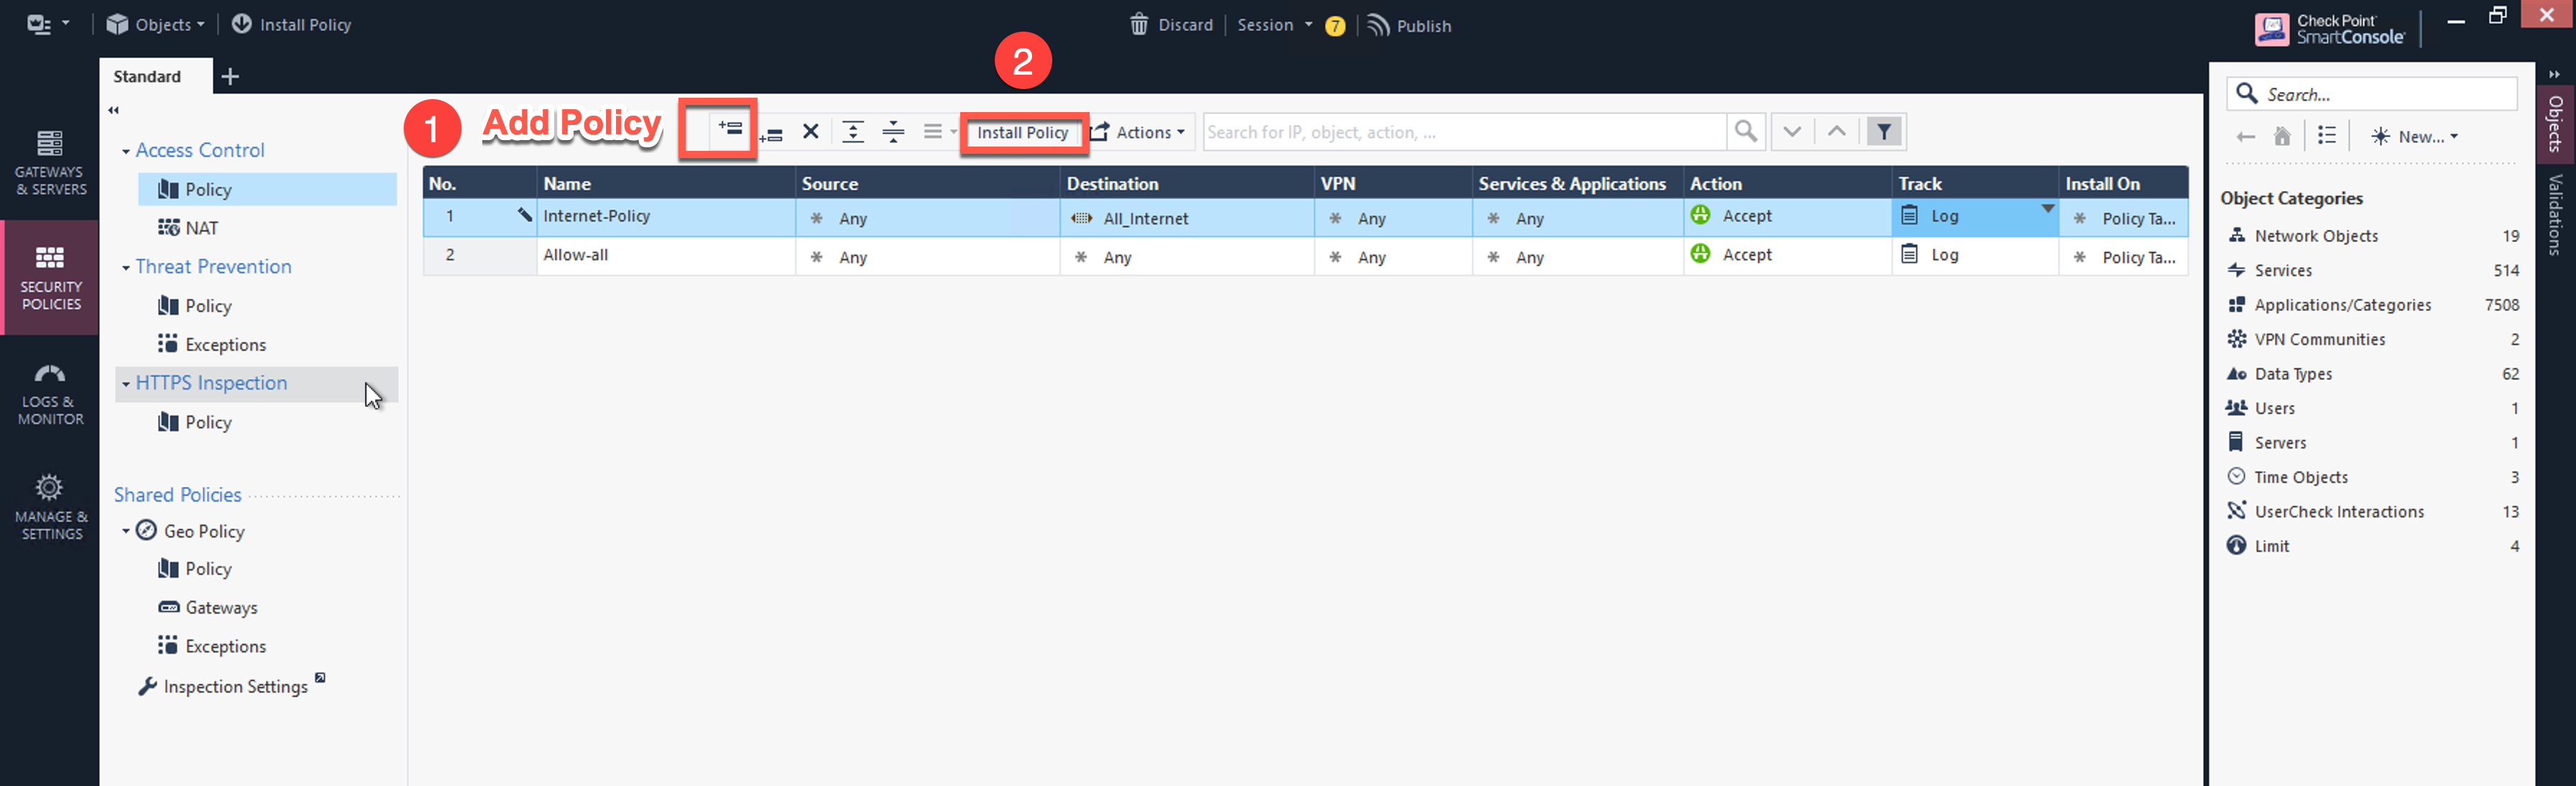 Objects
Install Policy
Discard
Session
7
Publish
Check Point
SmartConsole
Standard
2
1
Add Policy
Install Policy
Actions
Search for IP, object, action, ...
GATEWAYS
& SERVERS
SECURITY
POLICIES
LOGS &
MONITOR
MANAGE &
SETTINGS
Access Control
Policy
NAT
Threat Prevention
Policy
Exceptions
HTTPS Inspection
Policy
Shared Policies
Geo Policy
Policy
Gateways
Exceptions
Inspection Settings
No. Name Source Destination VPN Services & Applications Action Track Install On
1 Internet-Policy * Any All_Internet * Any * Any Accept Log * Policy Ta...
2 Allow-all * Any * Any * Any * Any Accept Log * Policy Ta...
Search...
New...
Object Categories
Network Objects 19
Services 514
Applications/Categories 7508
VPN Communities 2
Data Types 62
Users 1
Servers 1
Time Objects 3
UserCheck Interactions 13
Limit 4
Objects
Validations